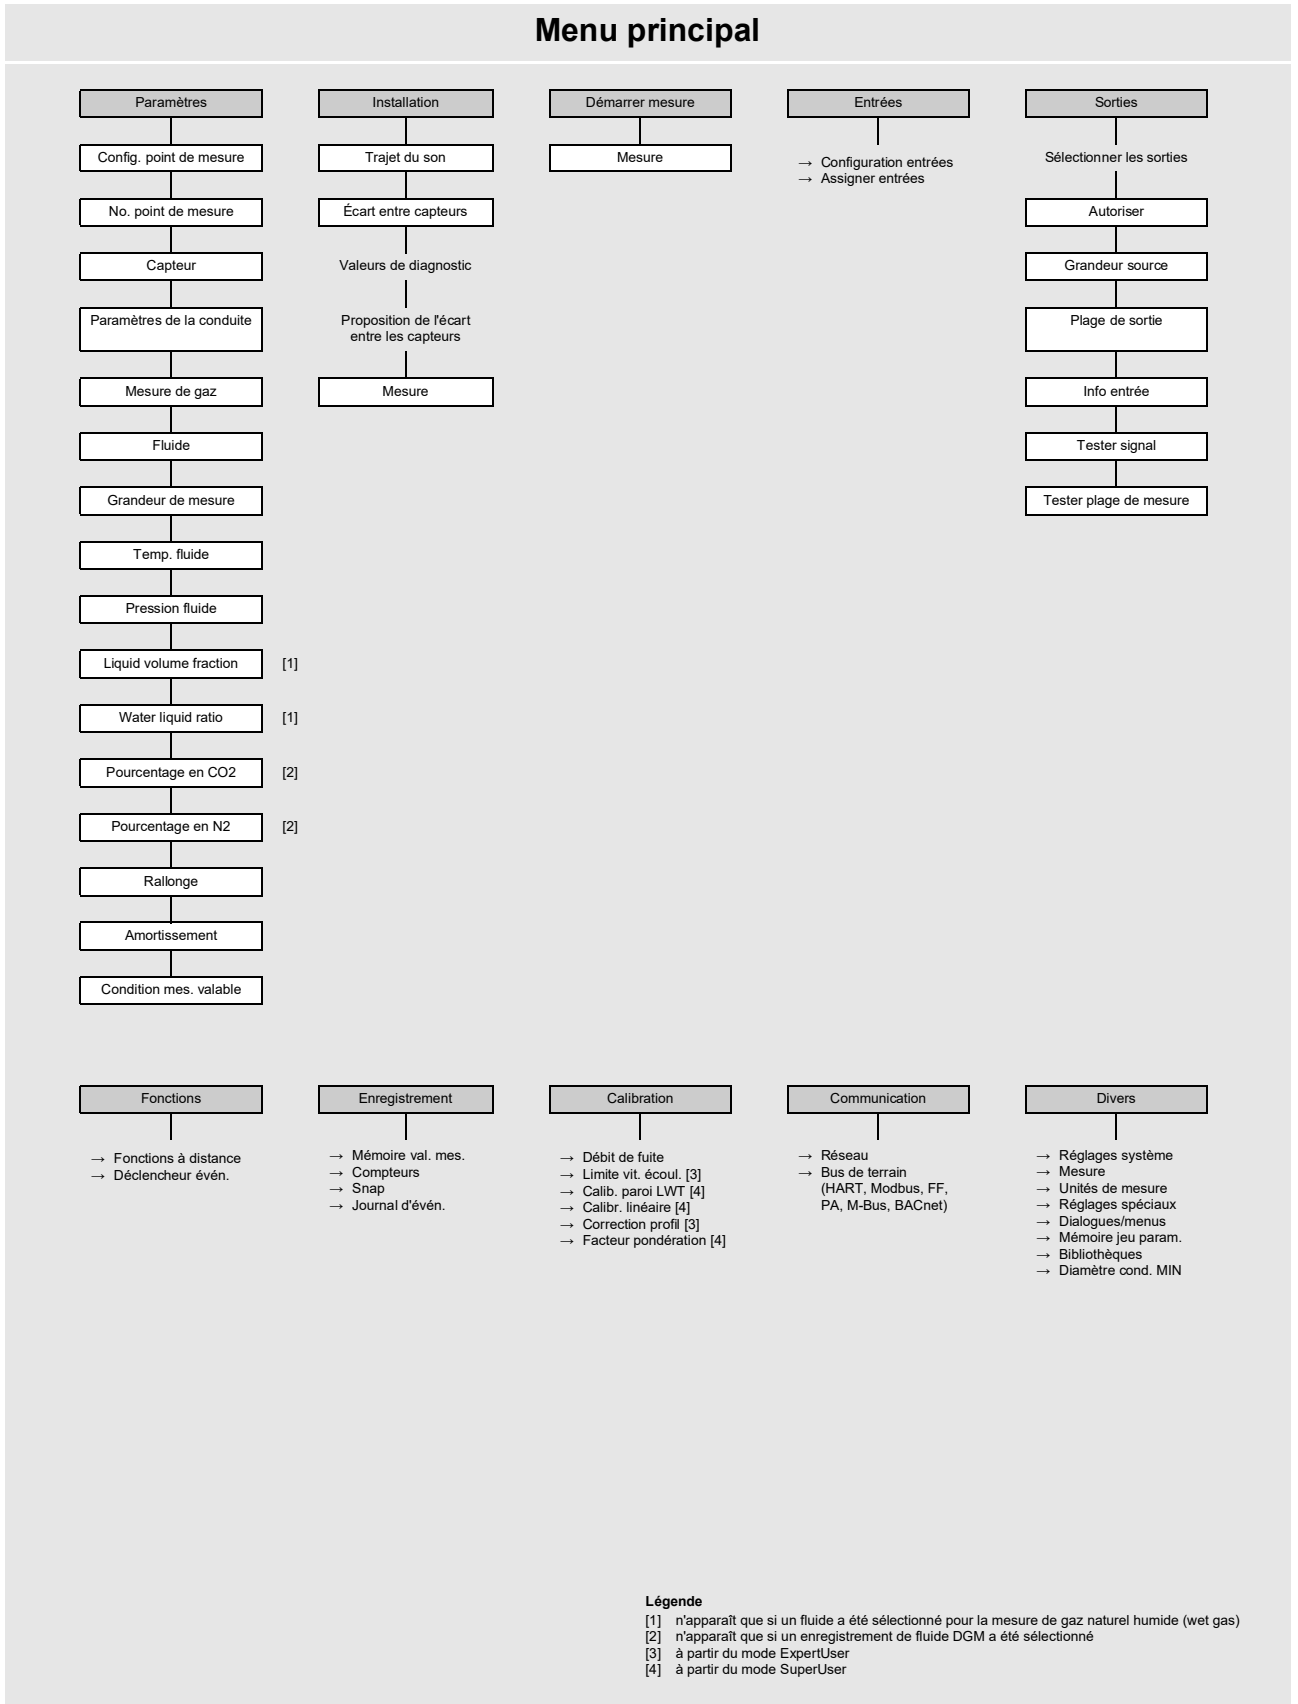 Menu principal
Paramètres
Config. point de mesure
No. point de mesure
Capteur
Paramètres de la conduite
Mesure de gaz
Fluide
Grandeur de mesure
Temp. fluide
Pression fluide
Liquid volume fraction [1]
Water liquid ratio [1]
Pourcentage en CO2 [2]
Pourcentage en N2 [2]
Rallonge
Amortissement
Condition mes. valable
Installation
Trajet du son
Écart entre capteurs
Valeurs de diagnostic
Proposition de l'écart
entre les capteurs
Mesure
Démarrer mesure
Mesure
Entrées
→ Configuration entrées
→ Assigner entrées
Sorties
Sélectionner les sorties
Autoriser
Grandeur source
Plage de sortie
Info entrée
Tester signal
Tester plage de mesure
Fonctions
→ Fonctions à distance
→ Déclencheur évén.
Enregistrement
→ Mémoire val. mes.
→ Compteurs
→ Snap
→ Journal d'évén.
Calibration
→ Débit de fuite
→ Limite vit. écoul. [3]
→ Calib. paroi LWT [4]
→ Calibr. linéaire [4]
→ Correction profil [3]
→ Facteur pondération [4]
Communication
→ Réseau
→ Bus de terrain
(HART, Modbus, FF,
PA, M-Bus, BACnet)
Divers
→ Réglages système
→ Mesure
→ Unités de mesure
→ Réglages spéciaux
→ Dialogues/menus
→ Mémoire jeu param.
→ Bibliothèques
→ Diamètre cond. MIN
Légende
[1] n'apparaît que si un fluide a été sélectionné pour la mesure de gaz naturel humide (wet gas)
[2] n'apparaît que si un enregistrement de fluide DGM a été sélectionné
[3] à partir du mode ExpertUser
[4] à partir du mode SuperUser